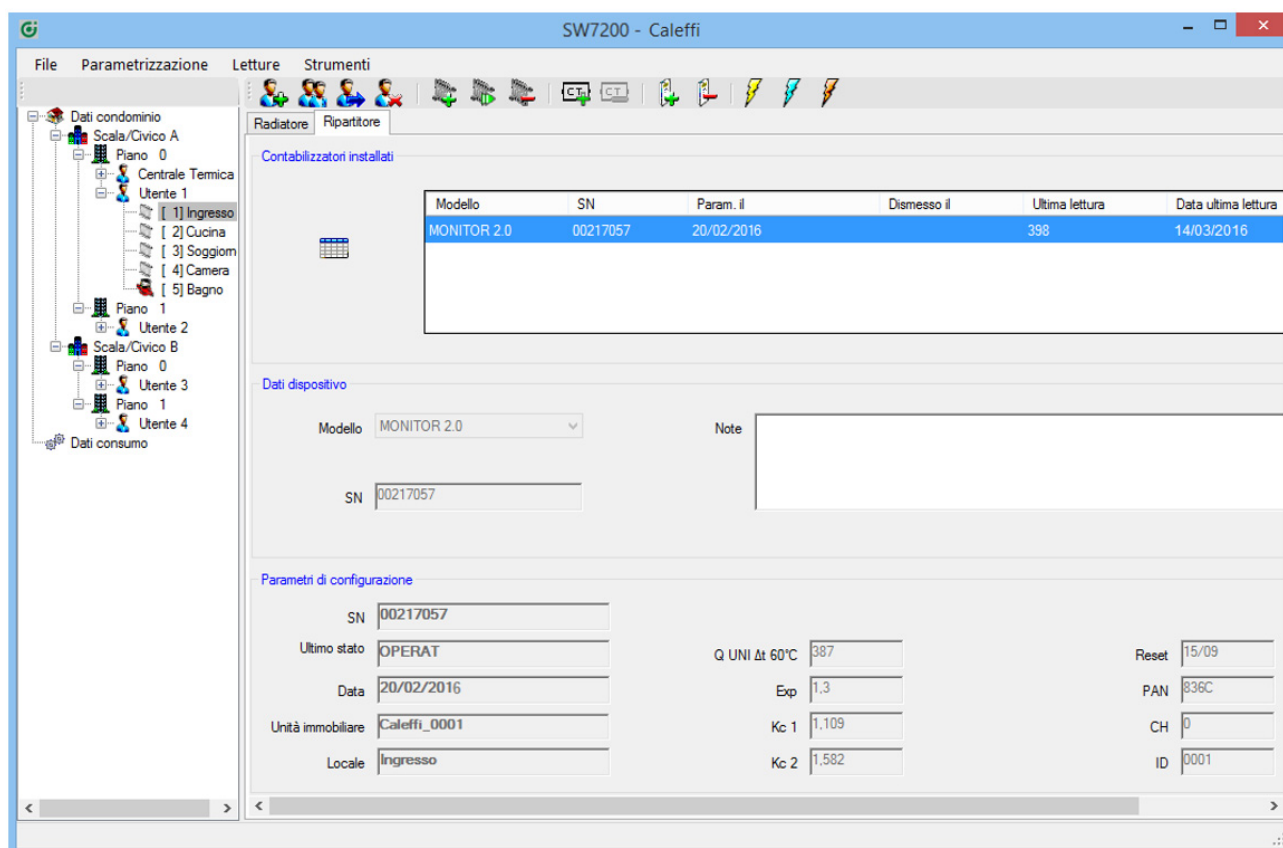 SW7200 - Caleffi
File Parametrizzazione Letture Strumenti
CT CT
Dati condominio
Scala/Civico A
Piano 0
Centrale Termica
Utente 1
[ 1] Ingresso
[ 2] Cucina
[ 3] Soggiorn
[ 4] Camera
[ 5] Bagno
Piano 1
Utente 2
Scala/Civico B
Piano 0
Utente 3
Piano 1
Utente 4
Dati consumo
Radiatore Ripartitore
Contabilizzatori installati
Modello SN Param. il Dismesso il Ultima lettura Data ultima lettura
MONITOR 2.0 00217057 20/02/2016 398 14/03/2016
Dati dispositivo
Modello MONITOR 2.0 Note
SN 00217057
Parametri di configurazione
SN 00217057
Ultimo stato OPERAT Q UNI Δt 60°C 387 Reset 15/09
Data 20/02/2016 Exp 1,3 PAN 836C
Unità immobiliare Caleffi_0001 Kc 1 1,109 CH 0
Locale Ingresso Kc 2 1,582 ID 0001